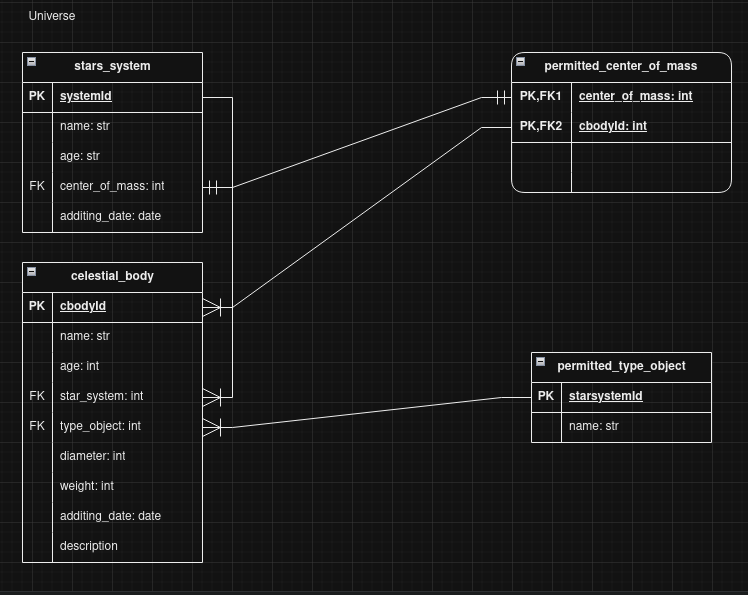 Universe
stars_system
PK systemId
name: str
age: str
FK center_of_mass: int
additing_date: date
permitted_center_of_mass
PK,FK1 center_of_mass: int
PK,FK2 cbodyId: int
celestial_body
PK cbodyId
name: str
age: int
FK star_system: int
FK type_object: int
diameter: int
weight: int
additing_date: date
description
permitted_type_object
PK starsystemId
name: str